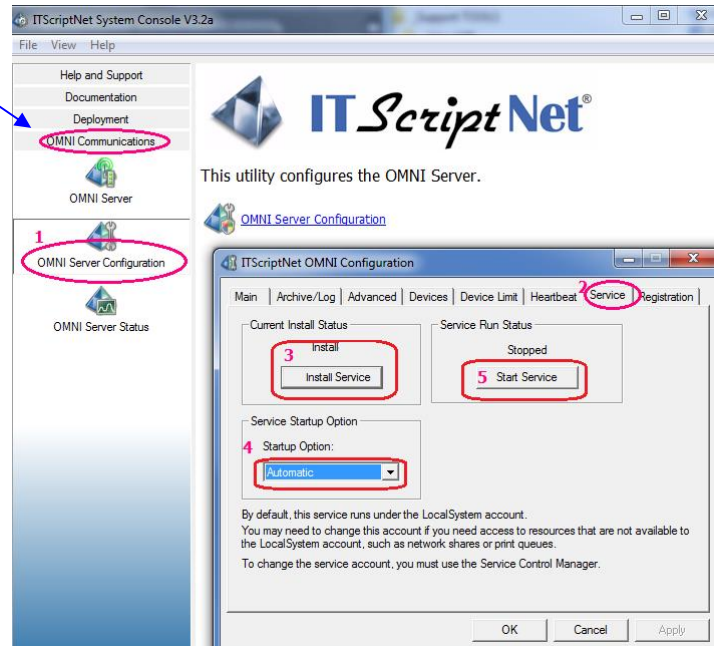 ITScriptNet System Console V3.2a
File View Help
Help and Support
Documentation
Deployment
OMNI Communications
OMNI Server
1
OMNI Server Configuration
OMNI Server Status
ITScriptNet®
This utility configures the OMNI Server.
OMNI Server Configuration
ITScriptNet OMNI Configuration
2
Main Archive/Log Advanced Devices Device Limit Heartbeat Service Registration
Current Install Status
Install
3
Install Service
Service Run Status
Stopped
5 Start Service
Service Startup Option
4 Startup Option:
Automatic
By default, this service runs under the LocalSystem account.
You may need to change this account if you need access to resources that are not available to
the LocalSystem account, such as network shares or print queues.
To change the service account, you must use the Service Control Manager.
OK Cancel Apply